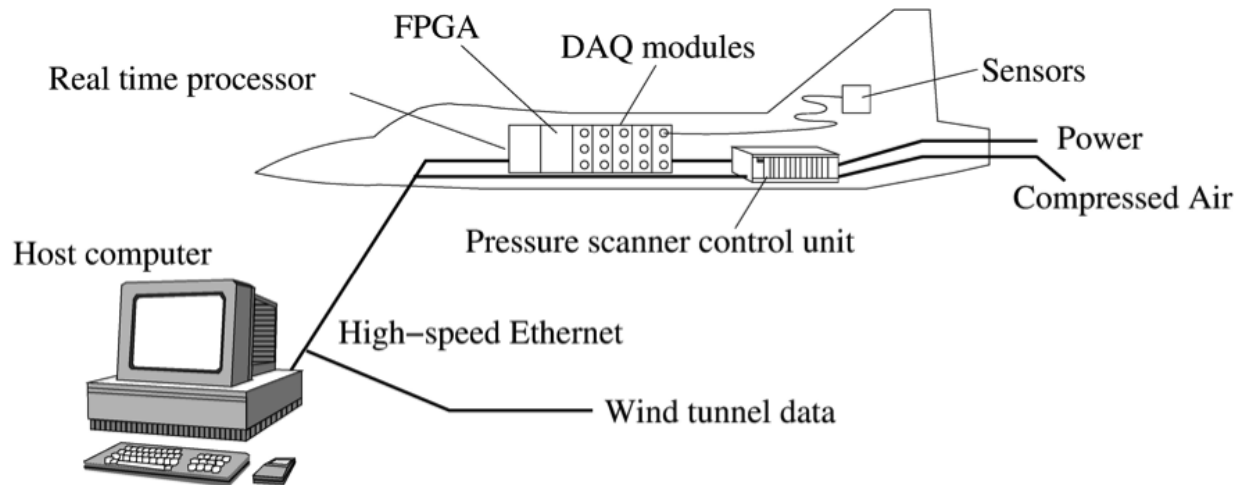 FPGA
DAQ modules
Real time processor
Sensors
Power
Compressed Air
Pressure scanner control unit
Host computer
High−speed Ethernet
Wind tunnel data